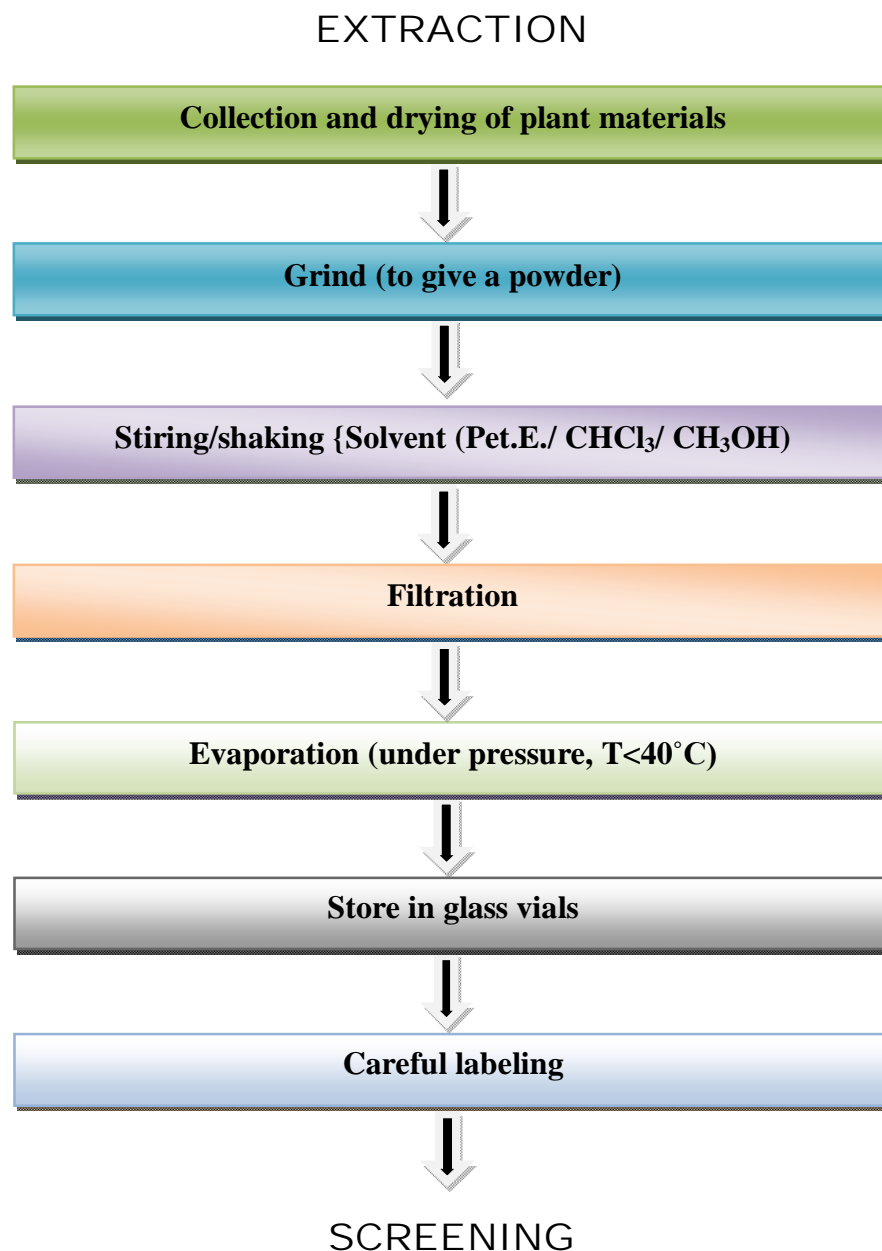 EXTRACTION
Collection and drying of plant materials
Grind (to give a powder)
Stiring/shaking {Solvent (Pet.E./ CHCl₃/ CH₃OH)
Filtration
Evaporation (under pressure, T<40˚C)
Store in glass vials
Careful labeling
SCREENING